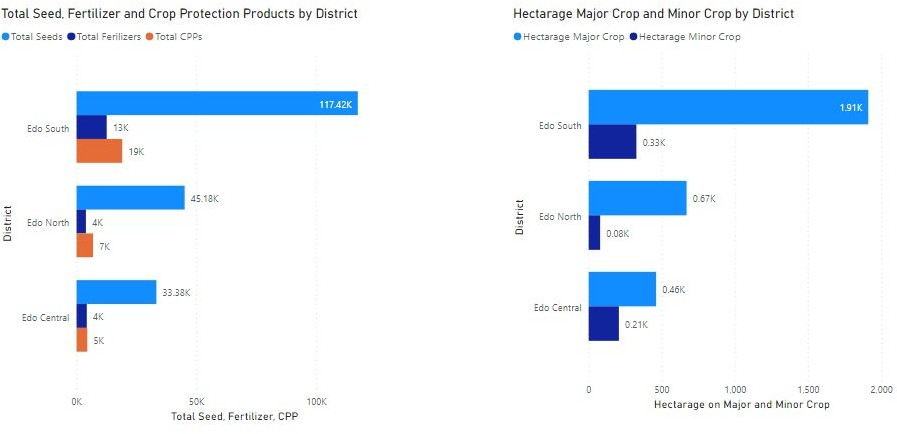 Total Seed, Fertilizer and Crop Protection Products by District
Total Seeds Total Ferilizers Total CPPs
117.42K
Edo South
13K
19K
45.18K
Edo North
4K
7K
33.38K
Edo Central
4K
5K
District
0K 50K 100K
Total Seed, Fertilizer, CPP
Hectarage Major Crop and Minor Crop by District
Hectarage Major Crop Hectarage Minor Crop
1.91K
Edo South
0.33K
0.67K
Edo North
0.08K
0.46K
Edo Central
0.21K
District
0 500 1,000 1,500 2,000
Hectarage on Major and Minor Crop